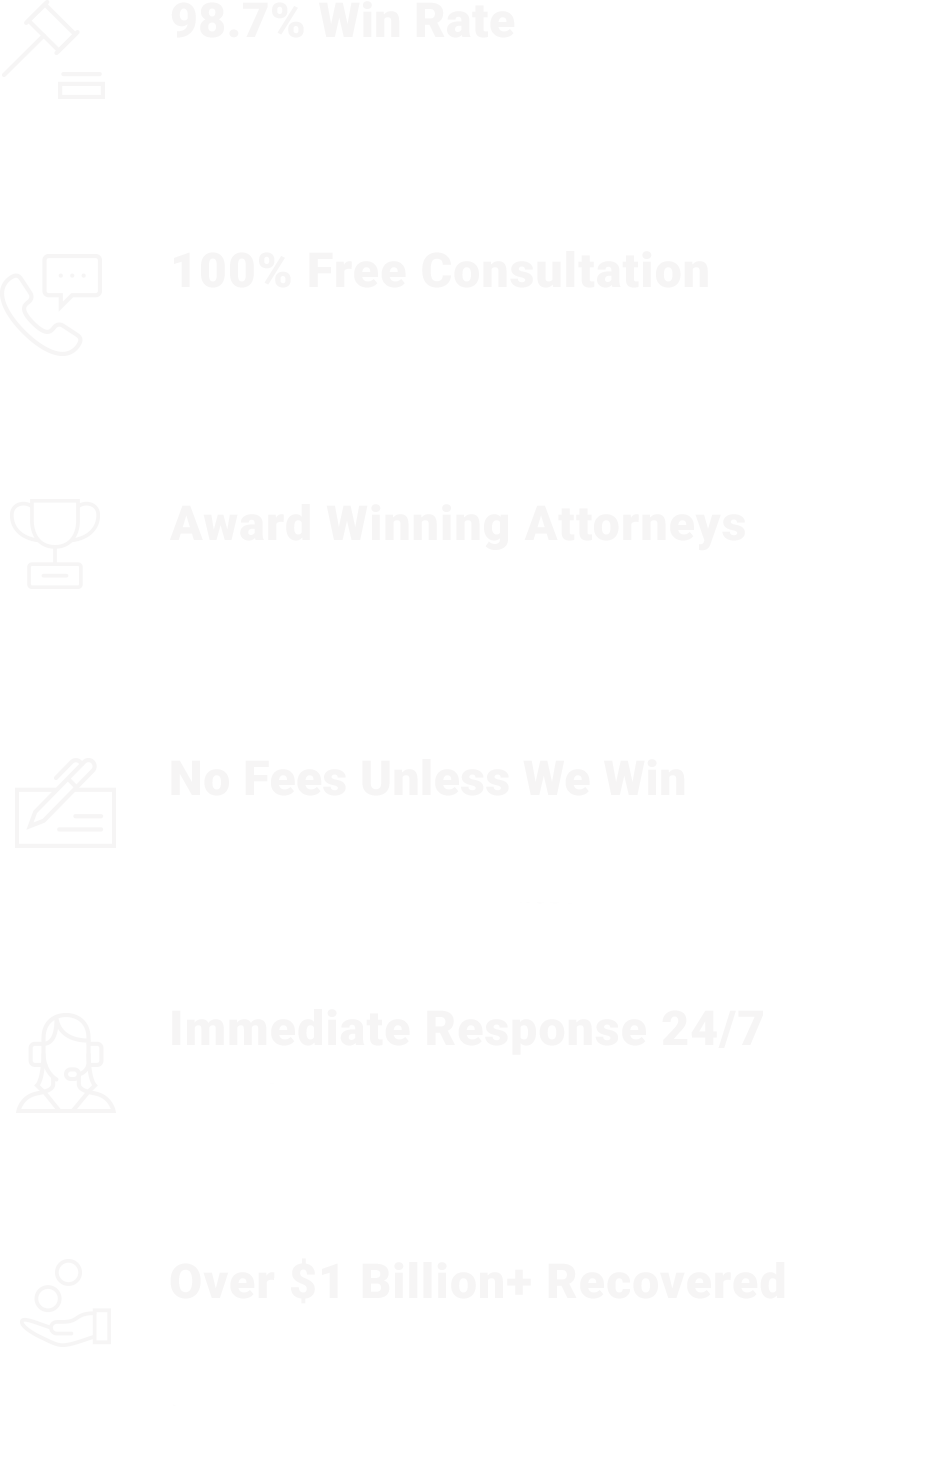 98.7% Win Rate
100% Free Consultation
Award Winning Attorneys
No Fees Unless We Win
Immediate Response 24/7
Over $1 Billion+ Recovered